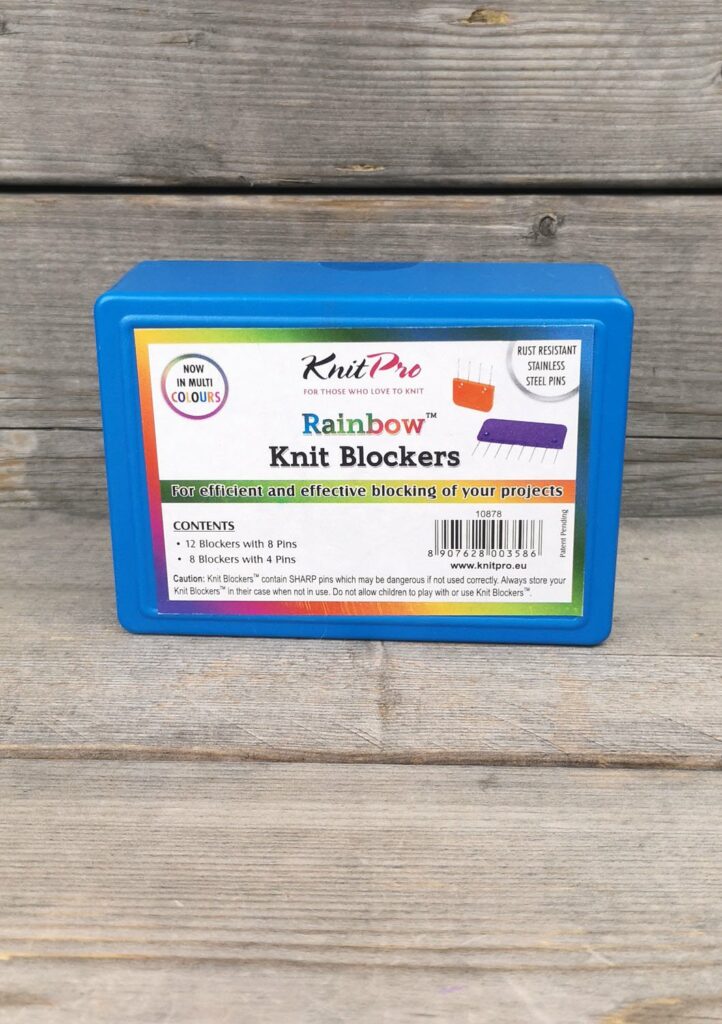 NOW
IN MULTI
COLOURS
KnitPro
FOR THOSE WHO LOVE TO KNIT
RUST RESISTANT
STAINLESS
STEEL PINS
Rainbow™
Knit Blockers
For efficient and effective blocking of your projects
CONTENTS
• 12 Blockers with 8 Pins
• 8 Blockers with 4 Pins
10878
8 907628 003586
www.knitpro.eu
Patent Pending
Caution: Knit Blockers™ contain SHARP pins which may be dangerous if not used correctly. Always store your
Knit Blockers™ in their case when not in use. Do not allow children to play with or use Knit Blockers™.